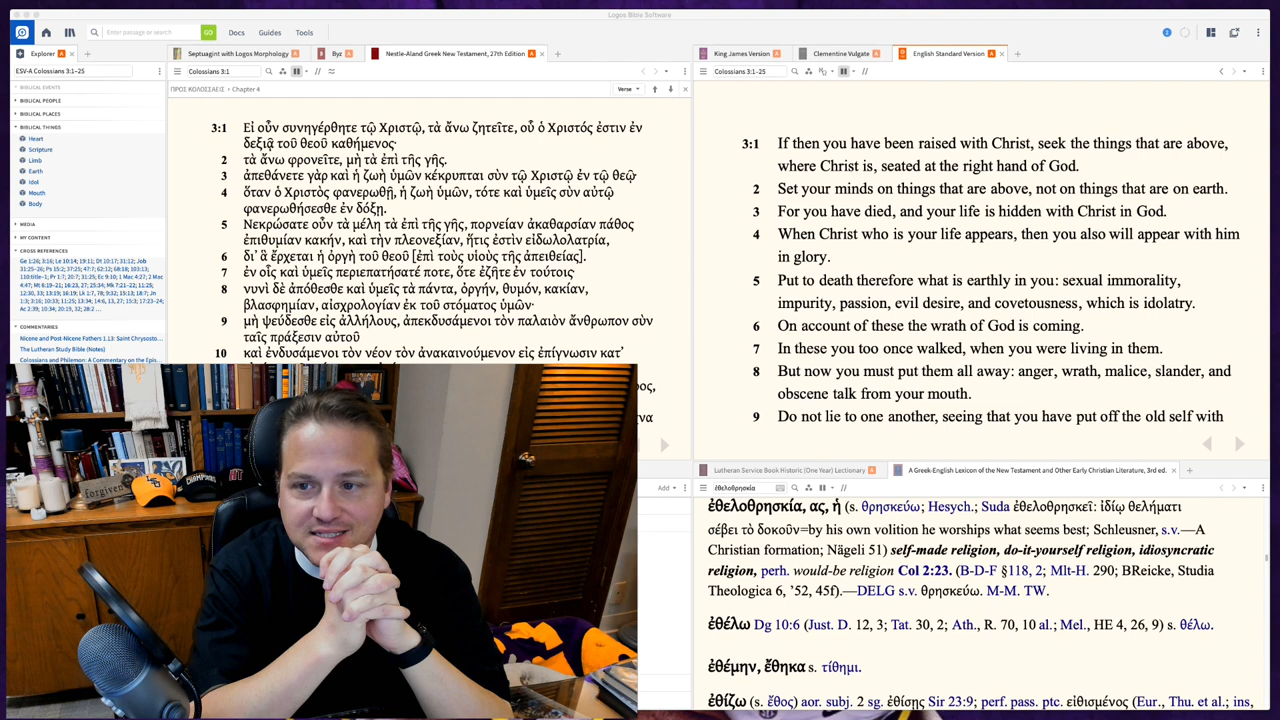 Logos Bible Software
Enter passage or search GO Docs Guides Tools 2
Explorer A
ESV-A Colossians 3:1–25
BIBLICAL EVENTS
BIBLICAL PEOPLE
BIBLICAL PLACES
BIBLICAL THINGS
Heart
Scripture
Limb
Earth
Idol
Mouth
Body
MEDIA
MY CONTENT
CROSS REFERENCES
COMMENTARIES
Nicene and Post-Nicene Fathers 1.13: Saint Chrysosto...
The Lutheran Study Bible (Notes)
Colossians and Philemon: A Commentary on the Epis...
Septuagint with Logos Morphology A Byz A Nestle-Aland Greek New Testament, 27th Edition A
Colossians 3:1
ΠΡΟΣ ΚΟΛΟΣΣΑΕΙΣ › Chapter 4 Verse
3:1 Εἰ οὖν συνηγέρθητε τῷ Χριστῷ, τὰ ἄνω ζητεῖτε, οὗ ὁ Χριστός ἐστιν ἐν
δεξιᾷ τοῦ θεοῦ καθήμενος·
2 τὰ ἄνω φρονεῖτε, μὴ τὰ ἐπὶ τῆς γῆς.
3 ἀπεθάνετε γὰρ καὶ ἡ ζωὴ ὑμῶν κέκρυπται σὺν τῷ Χριστῷ ἐν τῷ θεῷ·
4 ὅταν ὁ Χριστὸς φανερωθῇ, ἡ ζωὴ ὑμῶν, τότε καὶ ὑμεῖς σὺν αὐτῷ
φανερωθήσεσθε ἐν δόξῃ.
5 Νεκρώσατε οὖν τὰ μέλη τὰ ἐπὶ τῆς γῆς, πορνείαν ἀκαθαρσίαν πάθος
ἐπιθυμίαν κακήν, καὶ τὴν πλεονεξίαν, ἥτις ἐστὶν εἰδωλολατρία,
6 δι᾽ ἃ ἔρχεται ἡ ὀργὴ τοῦ θεοῦ [ἐπὶ τοὺς υἱοὺς τῆς ἀπειθείας].
7 ἐν οἷς καὶ ὑμεῖς περιεπατήσατέ ποτε, ὅτε ἐζῆτε ἐν τούτοις·
8 νυνὶ δὲ ἀπόθεσθε καὶ ὑμεῖς τὰ πάντα, ὀργήν, θυμόν, κακίαν,
βλασφημίαν, αἰσχρολογίαν ἐκ τοῦ στόματος ὑμῶν·
9 μὴ ψεύδεσθε εἰς ἀλλήλους, ἀπεκδυσάμενοι τὸν παλαιὸν ἄνθρωπον σὺν
ταῖς πράξεσιν αὐτοῦ
10 καὶ ἐνδυσάμενοι τὸν νέον τὸν ἀνακαινούμενον εἰς ἐπίγνωσιν κατ᾽
King James Version A Clementine Vulgate A English Standard Version A
Colossians 3:1–25
3:1 If then you have been raised with Christ, seek the things that are above,
where Christ is, seated at the right hand of God.
2 Set your minds on things that are above, not on things that are on earth.
3 For you have died, and your life is hidden with Christ in God.
4 When Christ who is your life appears, then you also will appear with him
in glory.
5 Put to death therefore what is earthly in you: sexual immorality,
impurity, passion, evil desire, and covetousness, which is idolatry.
6 On account of these the wrath of God is coming.
7 In these you too once walked, when you were living in them.
8 But now you must put them all away: anger, wrath, malice, slander, and
obscene talk from your mouth.
9 Do not lie to one another, seeing that you have put off the old self with
Add
Lutheran Service Book Historic (One Year) Lectionary A A Greek-English Lexicon of the New Testament and Other Early Christian Literature, 3rd ed.
ἐθελοθρησκία
ἐθελοθρησκία, ας, ἡ (s. θρησκεύω; Hesych.; Suda ἐθελοθρησκεῖ: ἰδίῳ θελήματι
σέβει τὸ δοκοῦν=by his own volition he worships what seems best; Schleusner, s.v.—A
Christian formation; Nägeli 51) self-made religion, do-it-yourself religion, idiosyncratic
religion, perh. would-be religion Col 2:23. (B-D-F §118, 2; Mlt-H. 290; BReicke, Studia
Theologica 6, ’52, 45f).—DELG s.v. θρησκεύω. M-M. TW.
ἐθέλω Dg 10:6 (Just. D. 12, 3; Tat. 30, 2; Ath., R. 70, 10 al.; Mel., HE 4, 26, 9) s. θέλω.
ἐθέμην, ἔθηκα s. τίθημι.
ἐθίζω (s. ἔθος) aor. subj. 2 sg. ἐθίσῃς Sir 23:9; perf. pass. ptc. εἰθισμένος (Eur., Thu. et al.; ins,
Forgiven
CHAMPIONS